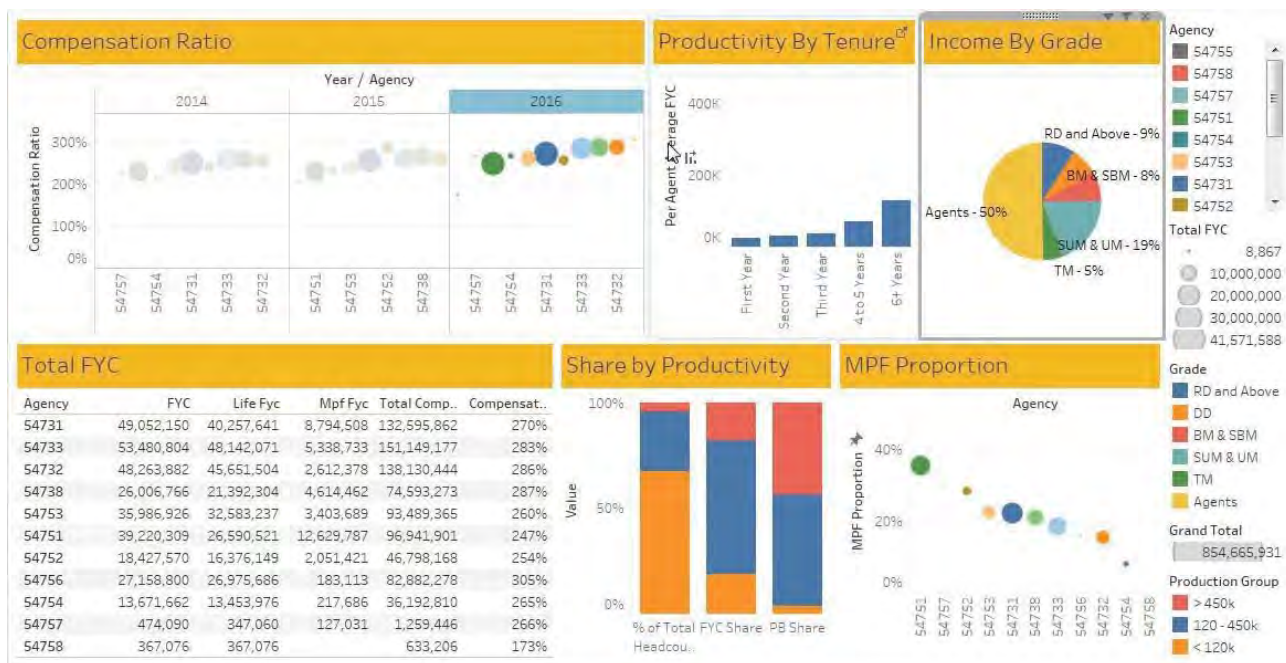 Compensation Ratio
Year / Agency
2014 2015 2016
Compensation Ratio
300%
200%
100%
0%
54757 54754 54731 54733 54732 54751 54753 54752 54738 54757 54754 54731 54733 54732
Productivity By Tenure
Per Agent Average FYC
400K
200K
0K
First Year
Second Year
Third Year
4 to 5 Years
6+ Years
Income By Grade
RD and Above - 9%
BM & SBM - 8%
Agents - 50%
SUM & UM - 19%
TM - 5%
Agency
54755
54758
54757
54751
54754
54753
54731
54752
Total FYC
8,867
10,000,000
20,000,000
30,000,000
41,571,588
Grade
RD and Above
DD
BM & SBM
SUM & UM
TM
Agents
Grand Total
854,665,931
Production Group
> 450k
120 - 450k
< 120k
Total FYC
Agency FYC Life Fyc Mpf Fyc Total Comp.. Compensat..
54731 49,052,150 40,257,641 8,794,508 132,595,862 270%
54733 53,480,804 48,142,071 5,338,733 151,149,177 283%
54732 48,263,882 45,651,504 2,612,378 138,130,444 286%
54738 26,006,766 21,392,304 4,614,462 74,593,273 287%
54753 35,986,926 32,583,237 3,403,689 93,489,365 260%
54751 39,220,309 26,590,521 12,629,787 96,941,901 247%
54752 18,427,570 16,376,149 2,051,421 46,798,168 254%
54756 27,158,800 26,975,686 183,113 82,882,278 305%
54754 13,671,662 13,453,976 217,686 36,192,810 265%
54757 474,090 347,060 127,031 1,259,446 266%
54758 367,076 367,076 633,206 173%
Share by Productivity
Value
100%
50%
0%
% of Total Headcou.. FYC Share PB Share
MPF Proportion
Agency
MPF Proportion
40%
20%
0%
54751 54757 54752 54753 54731 54738 54733 54756 54732 54754 54758